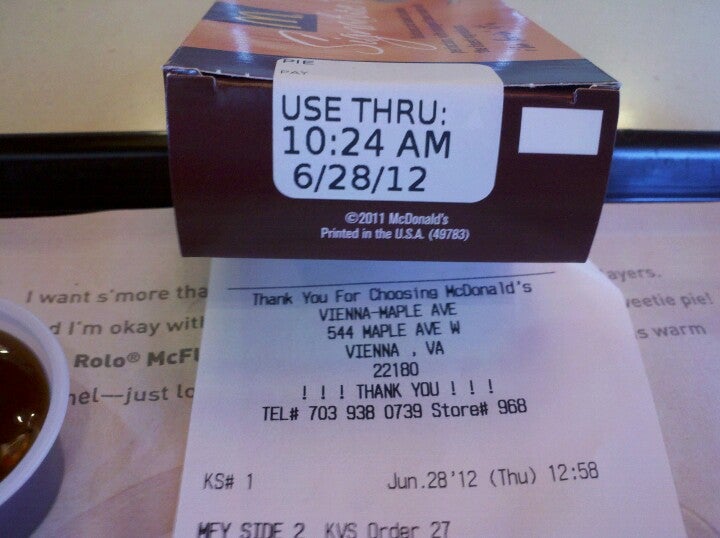 M
PIE
USE THRU:
10:24 AM
6/28/12
©2011 McDonald's
Printed in the U.S.A. (49783)
I want s'more tha
d I'm okay with
Rolo® McFl
nel—just lo
ayers.
eetie pie!
s warm
Thank You For Choosing McDonald's
VIENNA-MAPLE AVE
544 MAPLE AVE W
VIENNA , VA
22180
! ! ! THANK YOU ! ! !
TEL# 703 938 0739 Store# 968
KS# 1
Jun.28'12 (Thu) 12:58
MFY SIDE 2 KVS Order 27